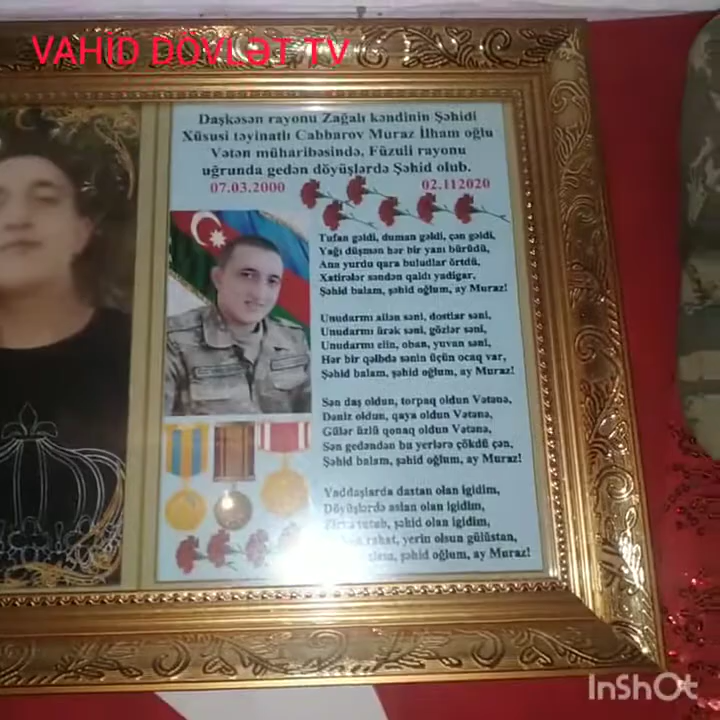 VAHİD DÖVLƏT TV
Daşkəsən rayonu Zağalı kəndinin Şəhidi
Xüsusi təyinatlı Cabbarov Muraz İlham oğlu
Vətən müharibəsində, Füzuli rayonu
uğrunda gedən döyüşlərdə Şəhid olub.
07.03.2000 02.112020
Tufan gəldi, duman gəldi, çən gəldi,
Yağı düşmən hər bir yanı bürüdü,
Ana yurdu qara buludlar örtdü,
Xatirələr səndən qaldı yadigar,
Şəhid balam, şəhid oğlum, ay Muraz!
Unudarmı ailən səni, dostlar səni,
Unudarmı ürək səni, gözlər səni,
Unudarmı elin, oban, yuvan səni,
Hər bir qəlbdə sənin üçün ocaq var,
Şəhid balam, şəhid oğlum, ay Muraz!
Sən daş oldun, torpaq oldun Vətənə,
Dəniz oldun, qaya oldun Vətənə,
Gülər üzlü qonaq oldun Vətənə,
Sən gedəndən bu yerlərə çökdü çən,
Şəhid balam, şəhid oğlum, ay Muraz!
Yaddaşlarda dastan olan igidim,
Döyüşlərdə aslan olan igidim,
tutub, şəhid olan igidim,
rahat, yerin olsun gülüstan,
şəhid oğlum, ay Muraz!
InShOt